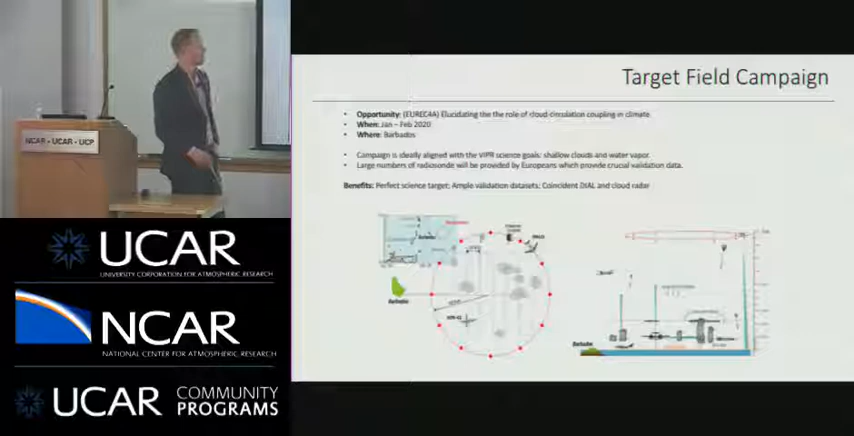 Target Field Campaign
• Opportunity: (EUREC4A) Elucidating the the role of cloud circulation coupling in climate.
• When: Jan – Feb 2020
• Where: Barbados
• Campaign is ideally aligned with the VIPR science goals: shallow clouds and water vapor.
• Large numbers of radiosonde will be provided by Europeans which provide crucial validation data.
Benefits: Perfect science target; Ample validation datasets; Coincident DIAL and cloud radar
Barbados
Barbados
NCAR - UCAR - UCP
UCAR
UNIVERSITY CORPORATION FOR ATMOSPHERIC RESEARCH
NCAR
NATIONAL CENTER FOR ATMOSPHERIC RESEARCH
UCAR COMMUNITY PROGRAMS